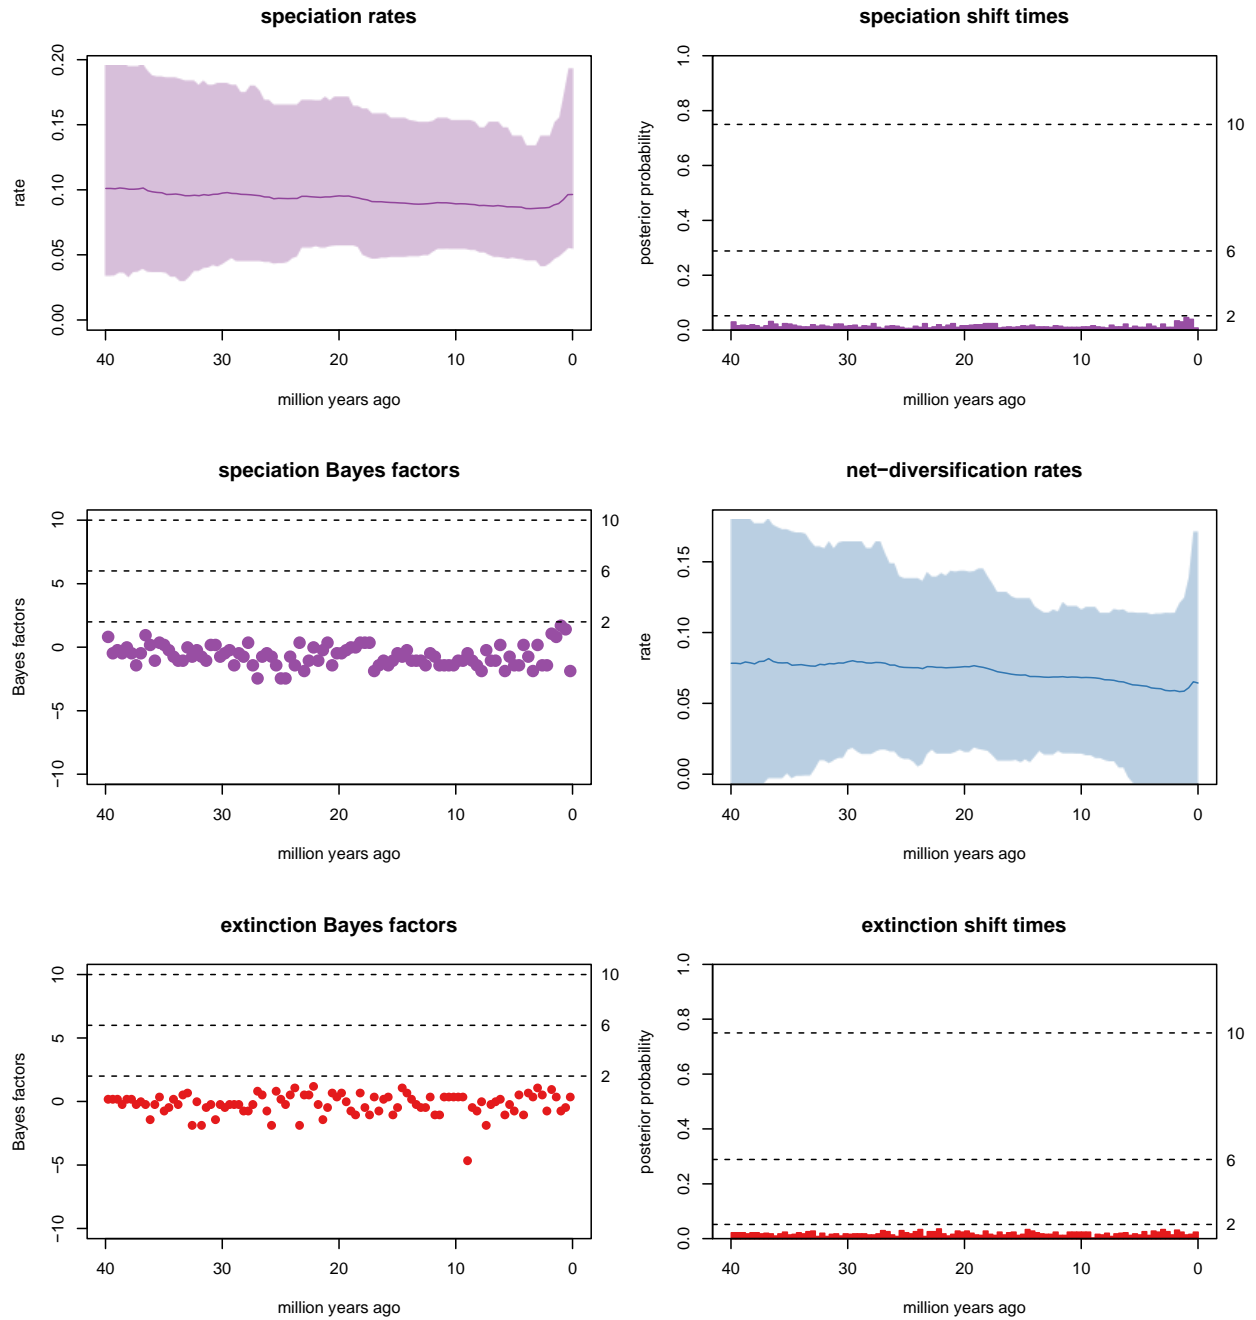 speciation rates
rate
0.00 0.05 0.10 0.15 0.20
40 30 20 10 0
million years ago
speciation shift times
posterior probability
0.0 0.2 0.4 0.6 0.8 1.0
10
6
2
40 30 20 10 0
million years ago
speciation Bayes factors
Bayes factors
−10 −5 0 5 10
10
6
2
40 30 20 10 0
million years ago
net−diversification rates
rate
0.00 0.05 0.10 0.15
40 30 20 10 0
million years ago
extinction Bayes factors
Bayes factors
−10 −5 0 5 10
10
6
2
40 30 20 10 0
million years ago
extinction shift times
posterior probability
0.0 0.2 0.4 0.6 0.8 1.0
10
6
2
40 30 20 10 0
million years ago